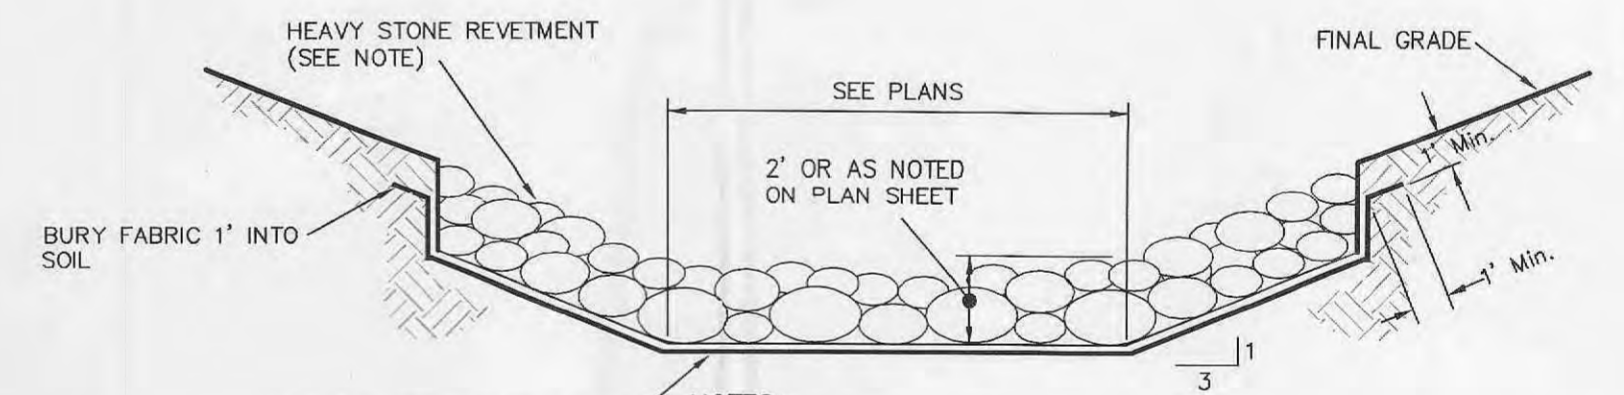 HEAVY STONE REVETMENT
(SEE NOTE)
FINAL GRADE
SEE PLANS
1' Min.
2' OR AS NOTED
ON PLAN SHEET
BURY FABRIC 1' INTO
SOIL
1' Min.
1
3